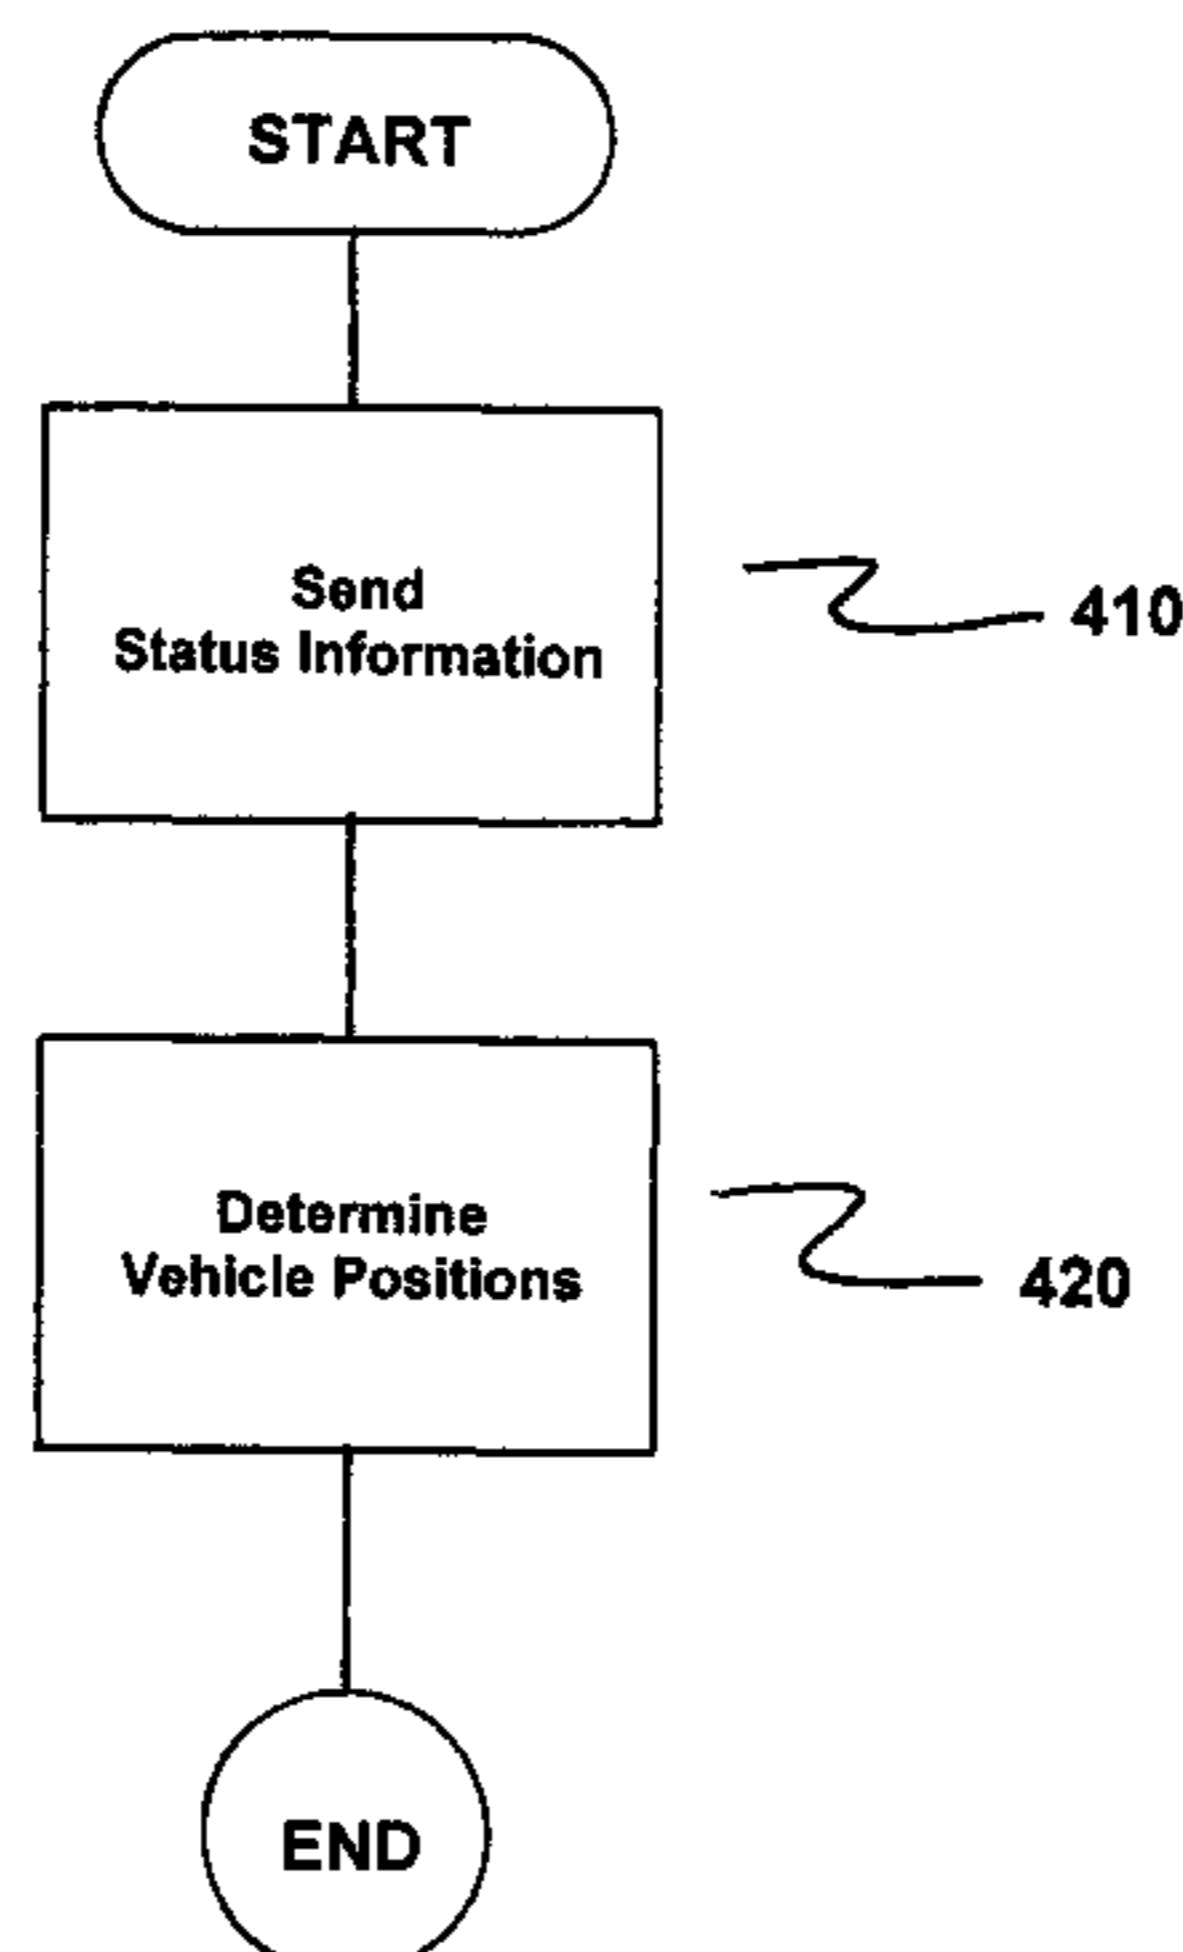 START
Send
Status Information
410
Determine
Vehicle Positions
420
END